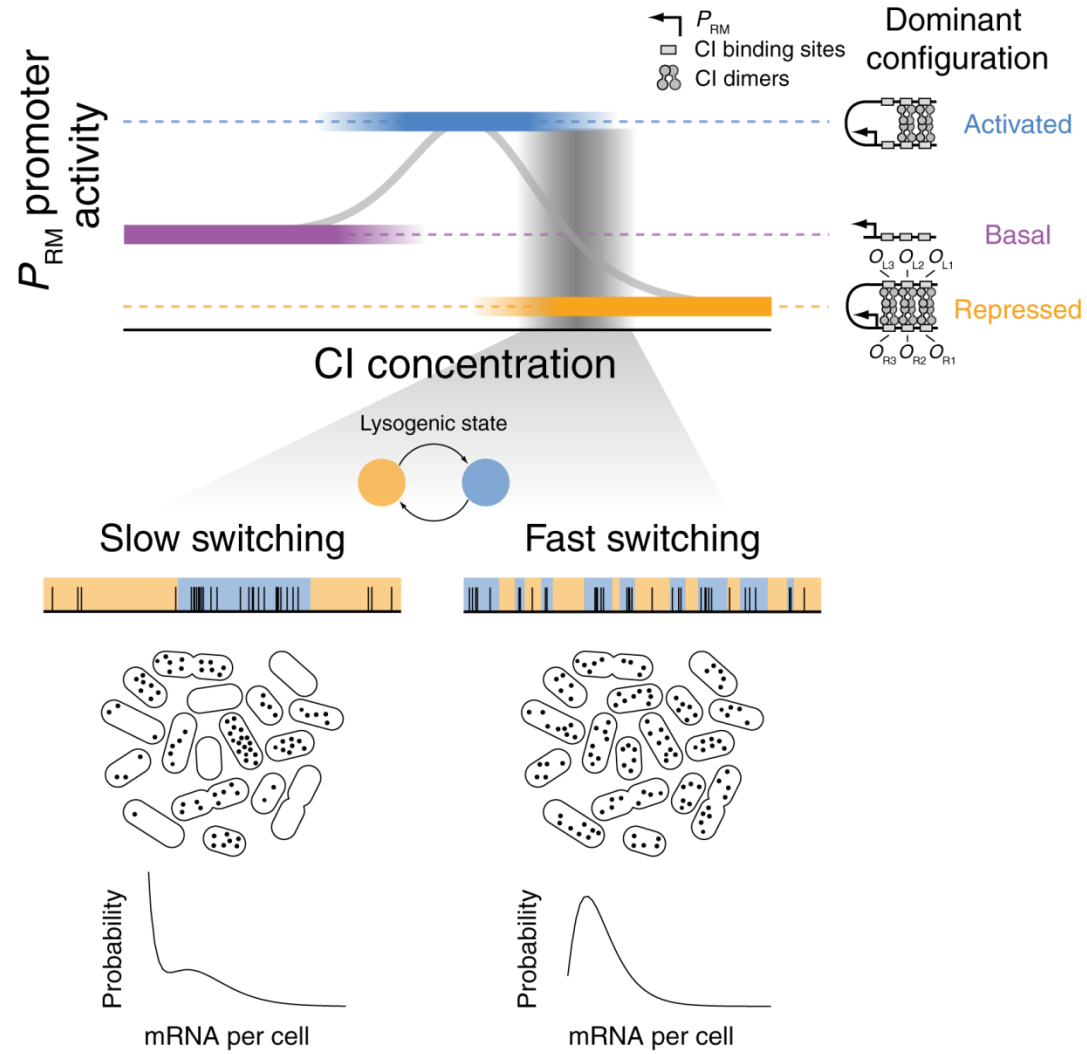 P_RM
CI binding sites
CI dimers
Dominant
configuration
P_RM promoter
activity
Activated
Basal
O_L3 O_L2 O_L1
Repressed
O_R3 O_R2 O_R1
CI concentration
Lysogenic state
Slow switching
Fast switching
Probability
mRNA per cell
Probability
mRNA per cell